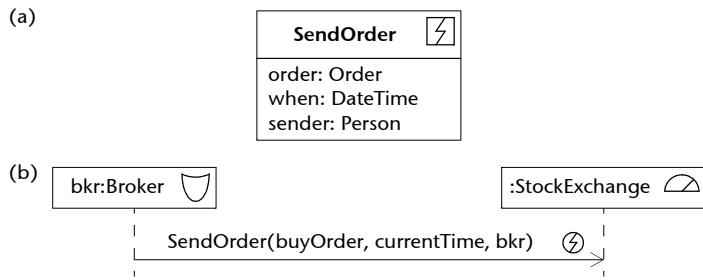 (a)
SendOrder
order: Order
when: DateTime
sender: Person
(b)
bkr:Broker
:StockExchange
SendOrder(buyOrder, currentTime, bkr)